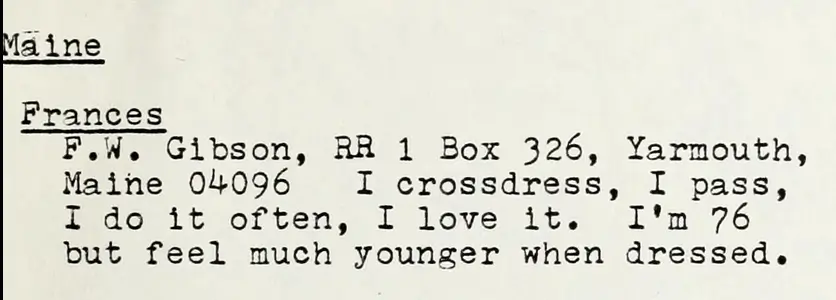 Maine
Frances
F.W. Gibson, RR 1 Box 326, Yarmouth,
Maine 04096 I crossdress, I pass,
I do it often, I love it. I'm 76
but feel much younger when dressed.